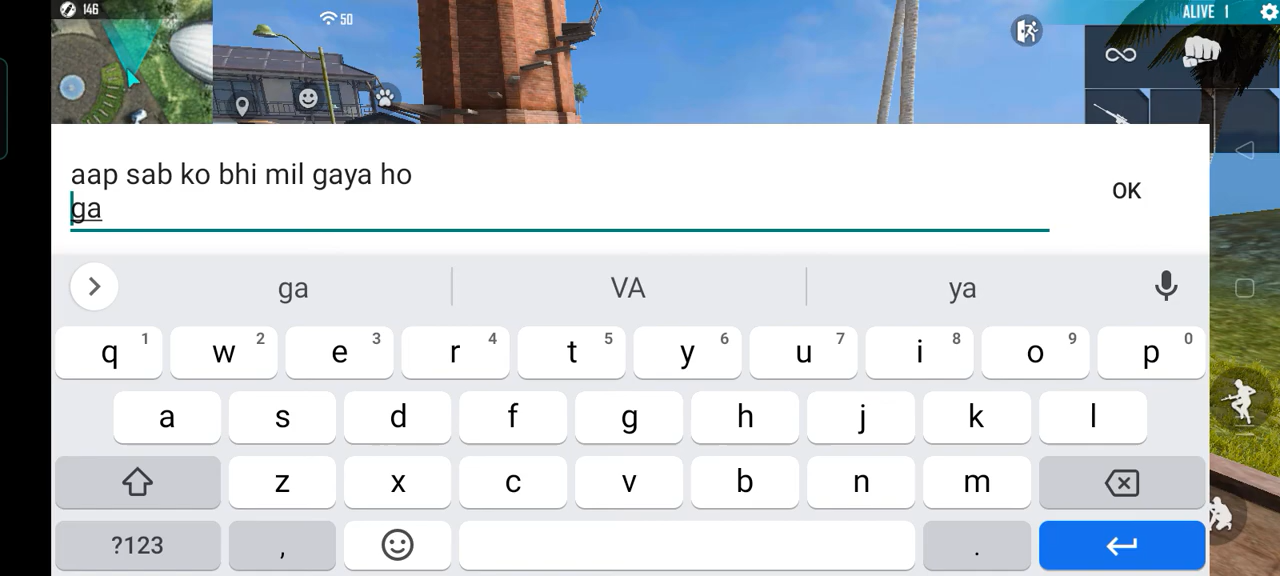 146
50
ALIVE 1
aap sab ko bhi mil gaya ho
ga
OK
ga VA ya
q 1 w 2 e 3 r 4 t 5 y 6 u 7 i 8 o 9 p 0
a s d f g h j k l
z x c v b n m
?123 , .